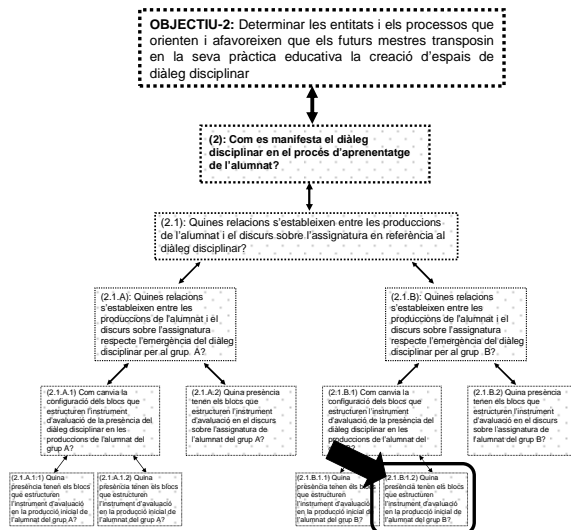 OBJECTIU-2: Determinar les entitats i els processos que
orienten i afavoreixen que els futurs mestres transposin
en la seva pràctica educativa la creació d'espais de
diàleg disciplinar
(2): Com es manifesta el diàleg
disciplinar en el procés d'aprenentatge
de l'alumnat?
(2.1): Quines relacions s'estableixen entre les produccions
de l'alumnat i el discurs sobre l'assignatura en referència al
diàleg disciplinar?
(2.1.A): Quines relacions
s'estableixen entre les
produccions de l'alumnat i el
discurs sobre l'assignatura
respecte l'emergència del diàleg
disciplinar per al grup A?
(2.1.B): Quines relacions
s'estableixen entre les
produccions de l'alumnat i el
discurs sobre l'assignatura
respecte l'emergència del diàleg
disciplinar per al grup B?
(2.1.A.1) Com canvia la
configuració dels blocs que
estructuren l'instrument
d'avaluació de la presència del
diàleg disciplinar en les
produccions de l'alumnat del
grup A?
(2.1.A.2) Quina presència
tenen els blocs que
estructuren l'instrument
d'avaluació en el discurs
sobre l'assignatura de
l'alumnat del grup A?
(2.1.B.1) Com canvia la
configuració dels blocs que
estructuren l'instrument
d'avaluació de la presència del
diàleg disciplinar en les
produccions de l'alumnat del
B?
(2.1.B.2) Quina presència
tenen els blocs que
estructuren l'instrument
d'avaluació en el discurs
sobre l'assignatura de
l'alumnat del grup B?
(2.1.A.1.1) Quina
presència tenen els blocs
que estructuren
l'instrument d'avaluació
en la producció inicial de
l'alumnat del grup A?
(2.1.A.1.2) Quina
presència tenen els blocs
que estructuren
l'instrument d'avaluació
en la producció final de
l'alumnat del grup A?
(2.1.B.1.1) Quina
presència tenen els blocs
que estructuren
l'instrument d'avaluació
en la producció inicial de
l'alumnat del grup B?
(2.1.B.1.2) Quina
presència tenen els blocs
que estructuren
l'instrument d'avaluació
en la producció final de
l'alumnat del grup B?